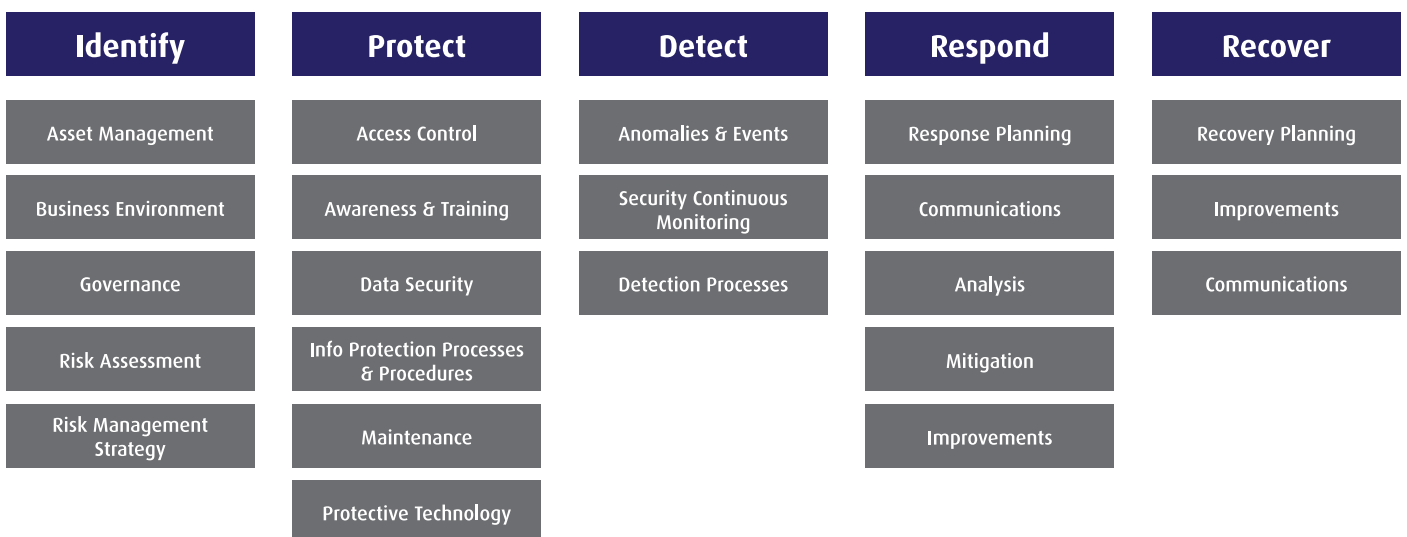 Identify
Asset Management
Business Environment
Governance
Risk Assessment
Risk Management
Strategy
Protect
Access Control
Awareness & Training
Data Security
Info Protection Processes
& Procedures
Maintenance
Protective Technology
Detect
Anomalies & Events
Security Continuous
Monitoring
Detection Processes
Respond
Response Planning
Communications
Analysis
Mitigation
Improvements
Recover
Recovery Planning
Improvements
Communications